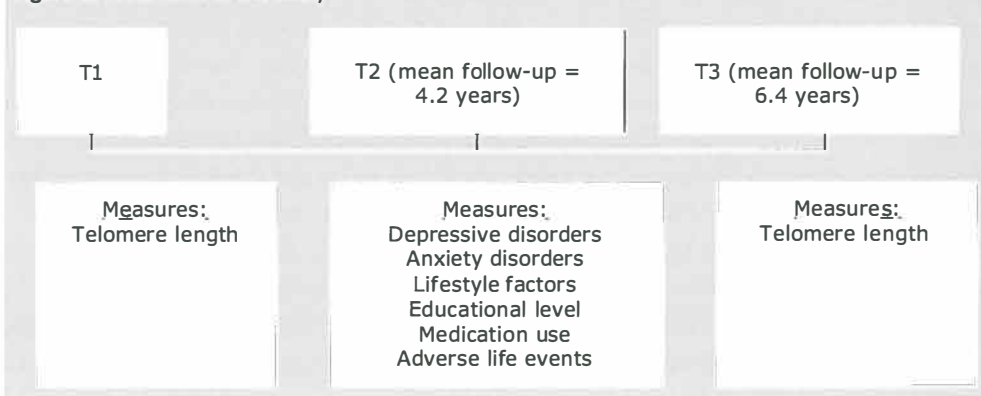 T1
T2 (mean follow-up =
4.2 years)
T3 (mean follow-up =
6.4 years)
Measures:
Telomere length
Measures:
Depressive disorders
Anxiety disorders
Lifestyle factors
Educational level
Medication use
Adverse life events
Measures:
Telomere length